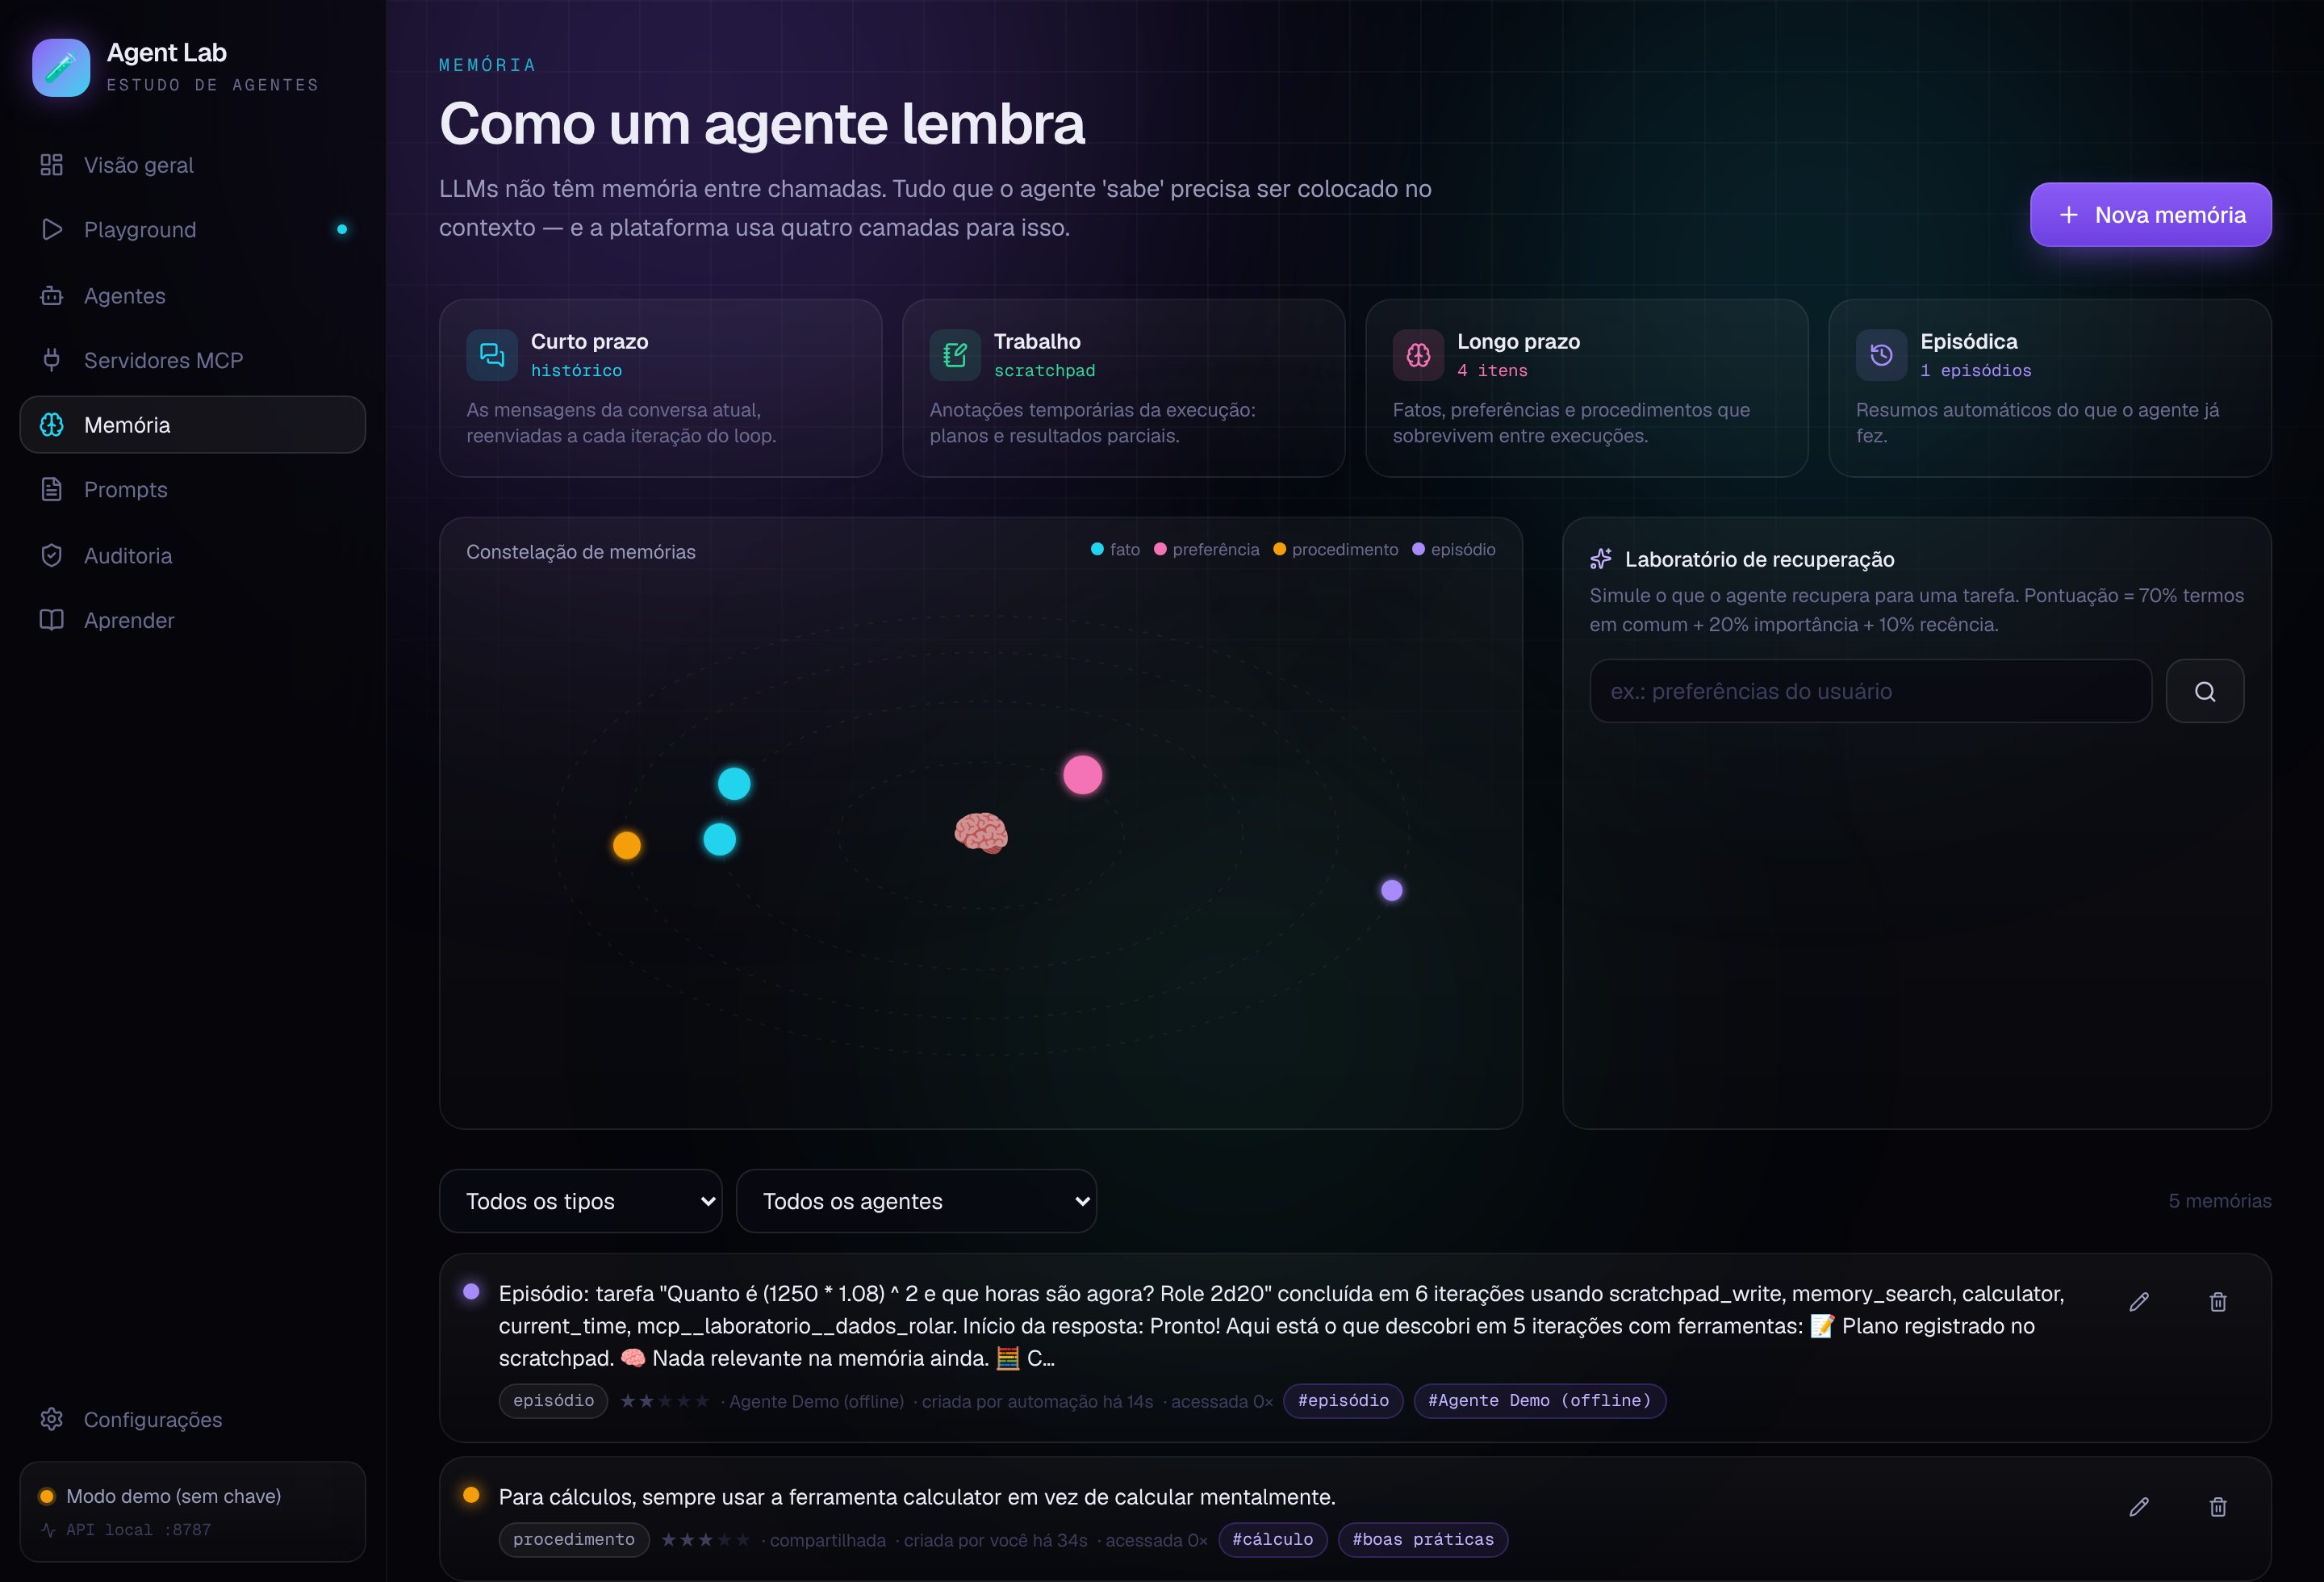 Agent Lab
ESTUDO DE AGENTES
Visão geral
Playground
Agentes
Servidores MCP
Memória
Prompts
Auditoria
Aprender
Configurações
Modo demo (sem chave)
API local :8787
MEMÓRIA
Como um agente lembra
LLMs não têm memória entre chamadas. Tudo que o agente 'sabe' precisa ser colocado no
contexto — e a plataforma usa quatro camadas para isso.
Nova memória
Curto prazo
histórico
As mensagens da conversa atual,
reenviadas a cada iteração do loop.
Trabalho
scratchpad
Anotações temporárias da execução:
planos e resultados parciais.
Longo prazo
4 itens
Fatos, preferências e procedimentos que
sobrevivem entre execuções.
Episódica
1 episódios
Resumos automáticos do que o agente já
fez.
Constelação de memórias
fato preferência procedimento episódio
Laboratório de recuperação
Simule o que o agente recupera para uma tarefa. Pontuação = 70% termos
em comum + 20% importância + 10% recência.
ex.: preferências do usuário
Todos os tipos
Todos os agentes
5 memórias
Episódio: tarefa "Quanto é (1250 * 1.08) ^ 2 e que horas são agora? Role 2d20" concluída em 6 iterações usando scratchpad_write, memory_search, calculator,
current_time, mcp__laboratorio__dados_rolar. Início da resposta: Pronto! Aqui está o que descobri em 5 iterações com ferramentas: 📝 Plano registrado no
scratchpad. 🧠 Nada relevante na memória ainda. 🧮 C…
episódio ★★★★★ · Agente Demo (offline) · criada por automação há 14s · acessada 0× #episódio #Agente Demo (offline)
Para cálculos, sempre usar a ferramenta calculator em vez de calcular mentalmente.
procedimento ★★★★★ · compartilhada · criada por você há 34s · acessada 0× #cálculo #boas práticas